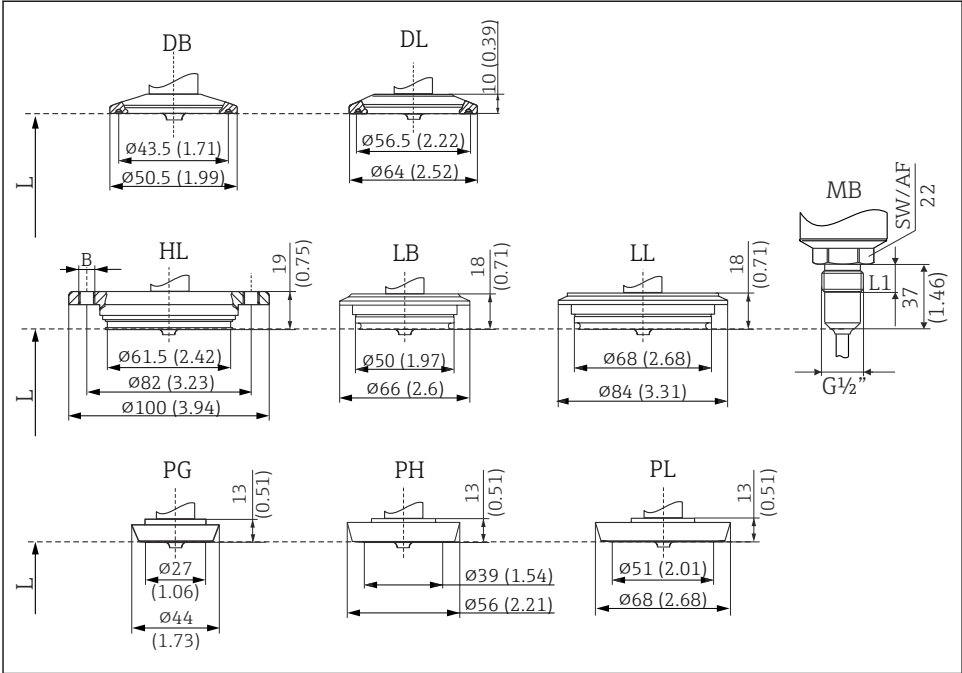 DB
DL
10 (0.39)
Ø43.5 (1.71)
Ø50.5 (1.99)
Ø56.5 (2.22)
Ø64 (2.52)
L
MB
SW/AF
22
L1
37
(1.46)
G½"
B
HL
19
(0.75)
LB
18
(0.71)
LL
18
(0.71)
Ø61.5 (2.42)
Ø82 (3.23)
Ø100 (3.94)
Ø50 (1.97)
Ø66 (2.6)
Ø68 (2.68)
Ø84 (3.31)
L
PG
13
(0.51)
PH
13
(0.51)
PL
13
(0.51)
Ø27
(1.06)
Ø44
(1.73)
Ø39 (1.54)
Ø56 (2.21)
Ø51 (2.01)
Ø68 (2.68)
L